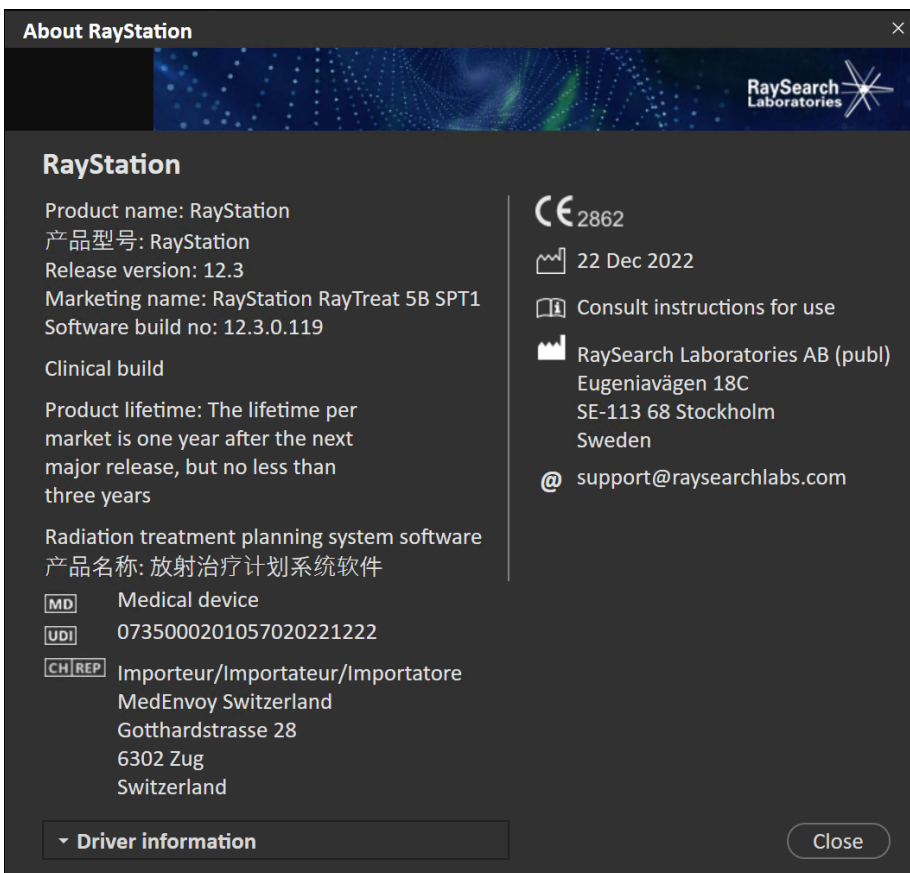 About RayStation
RaySearch
Laboratories
RayStation
Product name: RayStation
产品型号: RayStation
Release version: 12.3
Marketing name: RayStation RayTreat 5B SPT1
Software build no: 12.3.0.119
Clinical build
Product lifetime: The lifetime per
market is one year after the next
major release, but no less than
three years
Radiation treatment planning system software
产品名称: 放射治疗计划系统软件
MD Medical device
UDI 0735000201057020221222
CH REP Importeur/Importateur/Importatore
MedEnvoy Switzerland
Gotthardstrasse 28
6302 Zug
Switzerland
CE 2862
22 Dec 2022
Consult instructions for use
RaySearch Laboratories AB (publ)
Eugeniavägen 18C
SE-113 68 Stockholm
Sweden
@ support@raysearchlabs.com
Driver information
Close